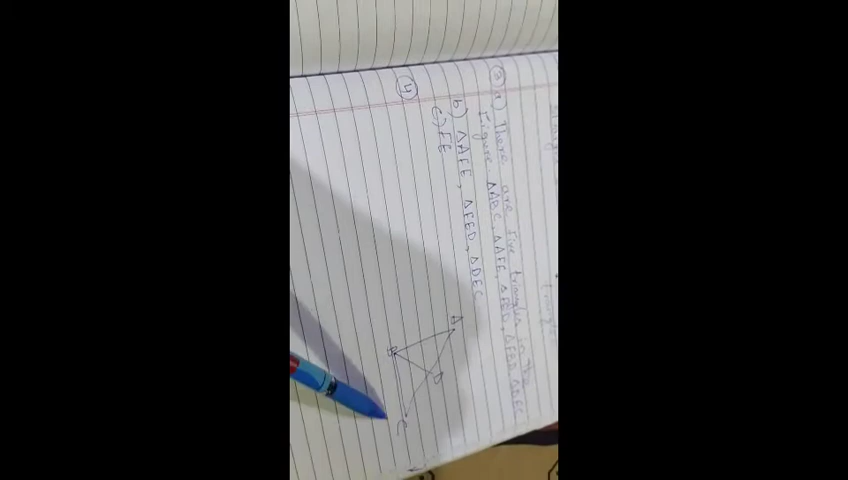 ③ a) There are five triangles in the
Figure. ΔABC, ΔAFE, ΔFED, ΔFBD, ΔDEC
b) ΔAFE, ΔFED, ΔDEC
c) FE
④
A
B
D
C